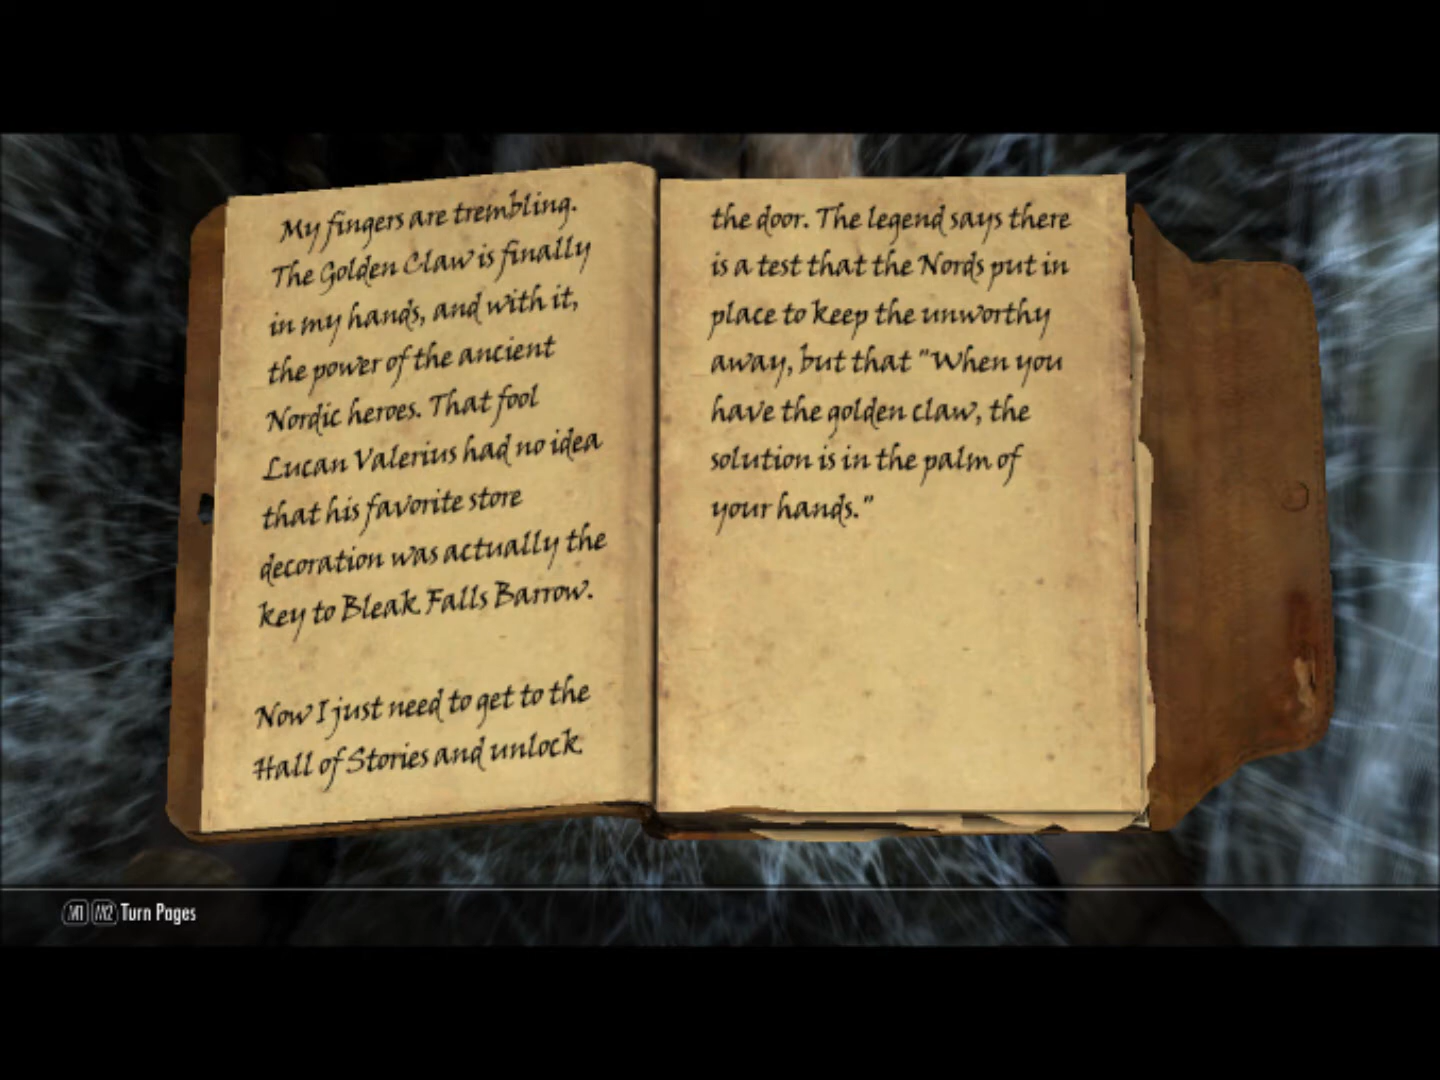 My fingers are trembling.
The Golden Claw is finally
in my hands, and with it,
the power of the ancient
Nordic heroes. That fool
Lucan Valerius had no idea
that his favorite store
decoration was actually the
key to Bleak Falls Barrow.
Now I just need to get to the
Hall of Stories and unlock
the door. The legend says there
is a test that the Nords put in
place to keep the unworthy
away, but that "When you
have the golden claw, the
solution is in the palm of
your hands."
M1 M2 Turn Pages